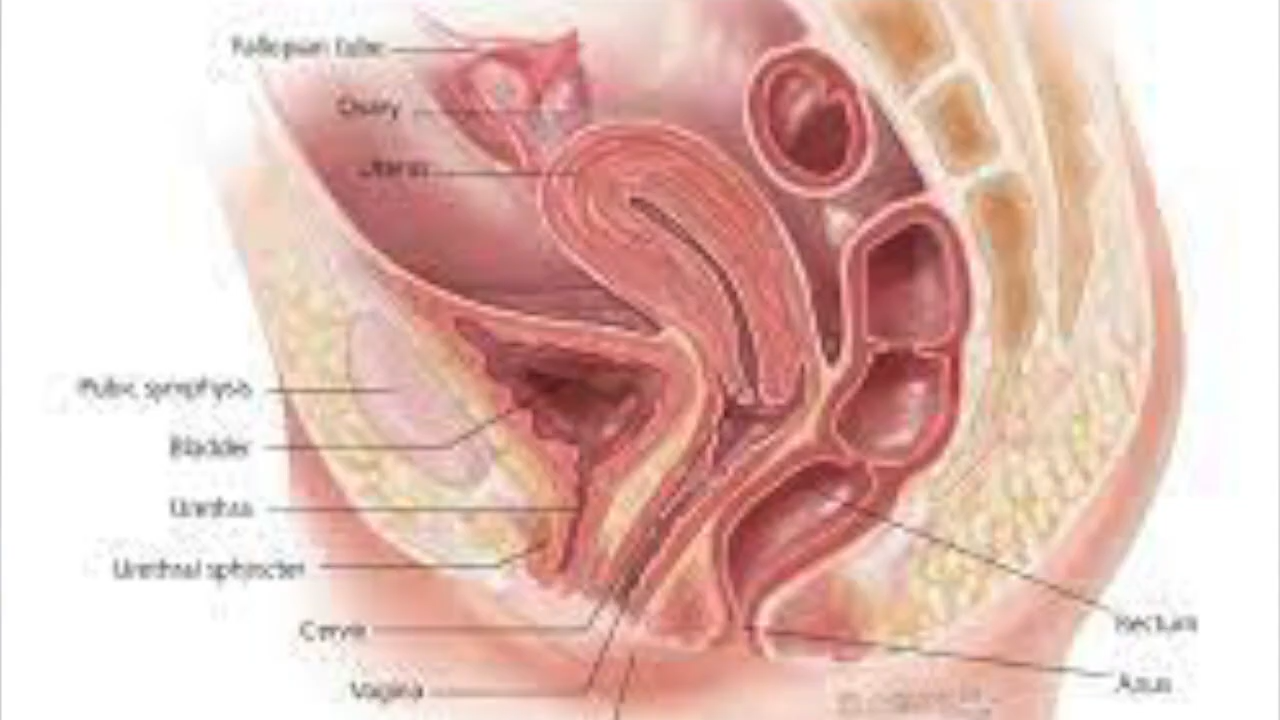 Fallopian tube
Ovary
Uterus
Pubic symphysis
Bladder
Urethra
Urethral sphincter
Cervix
Rectum
Anus
Vagina